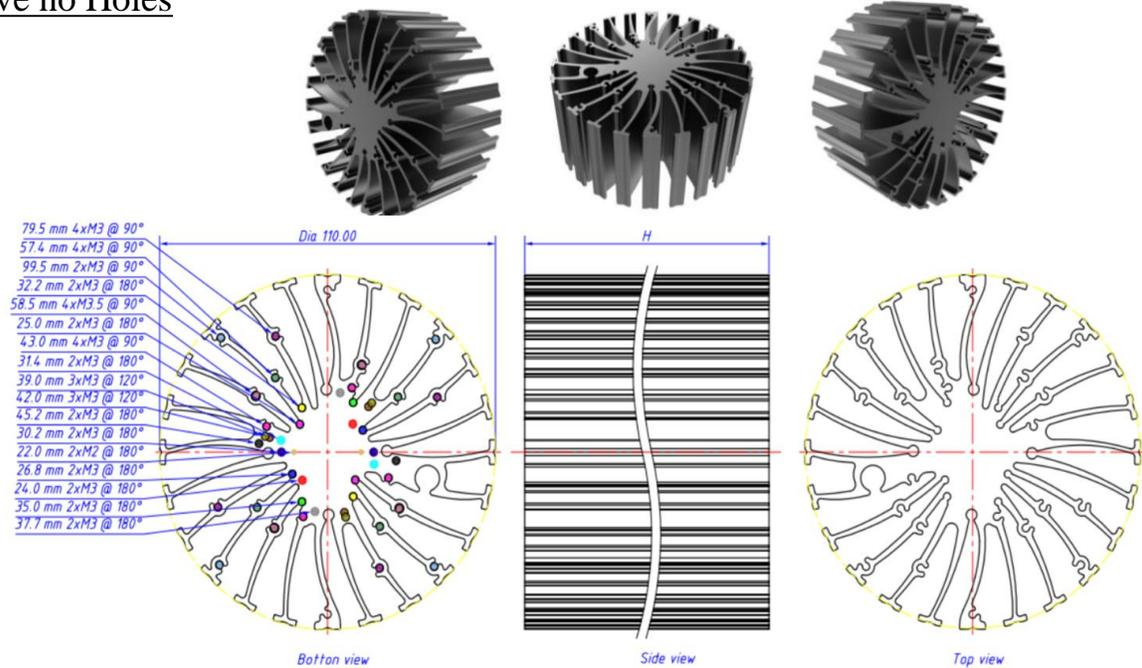 ve no Holes
79.5 mm 4xM3 @ 90°
57.4 mm 4xM3 @ 90°
99.5 mm 2xM3 @ 90°
32.2 mm 2xM3 @ 180°
58.5 mm 4xM3.5 @ 90°
25.0 mm 2xM3 @ 180°
43.0 mm 4xM3 @ 90°
31.4 mm 2xM3 @ 180°
39.0 mm 3xM3 @ 120°
42.0 mm 3xM3 @ 120°
45.2 mm 2xM3 @ 180°
30.2 mm 2xM3 @ 180°
22.0 mm 2xM2 @ 180°
26.8 mm 2xM3 @ 180°
24.0 mm 2xM3 @ 180°
35.0 mm 2xM3 @ 180°
37.7 mm 2xM3 @ 180°
Dia 110.00
H
Botton view
Side view
Top view